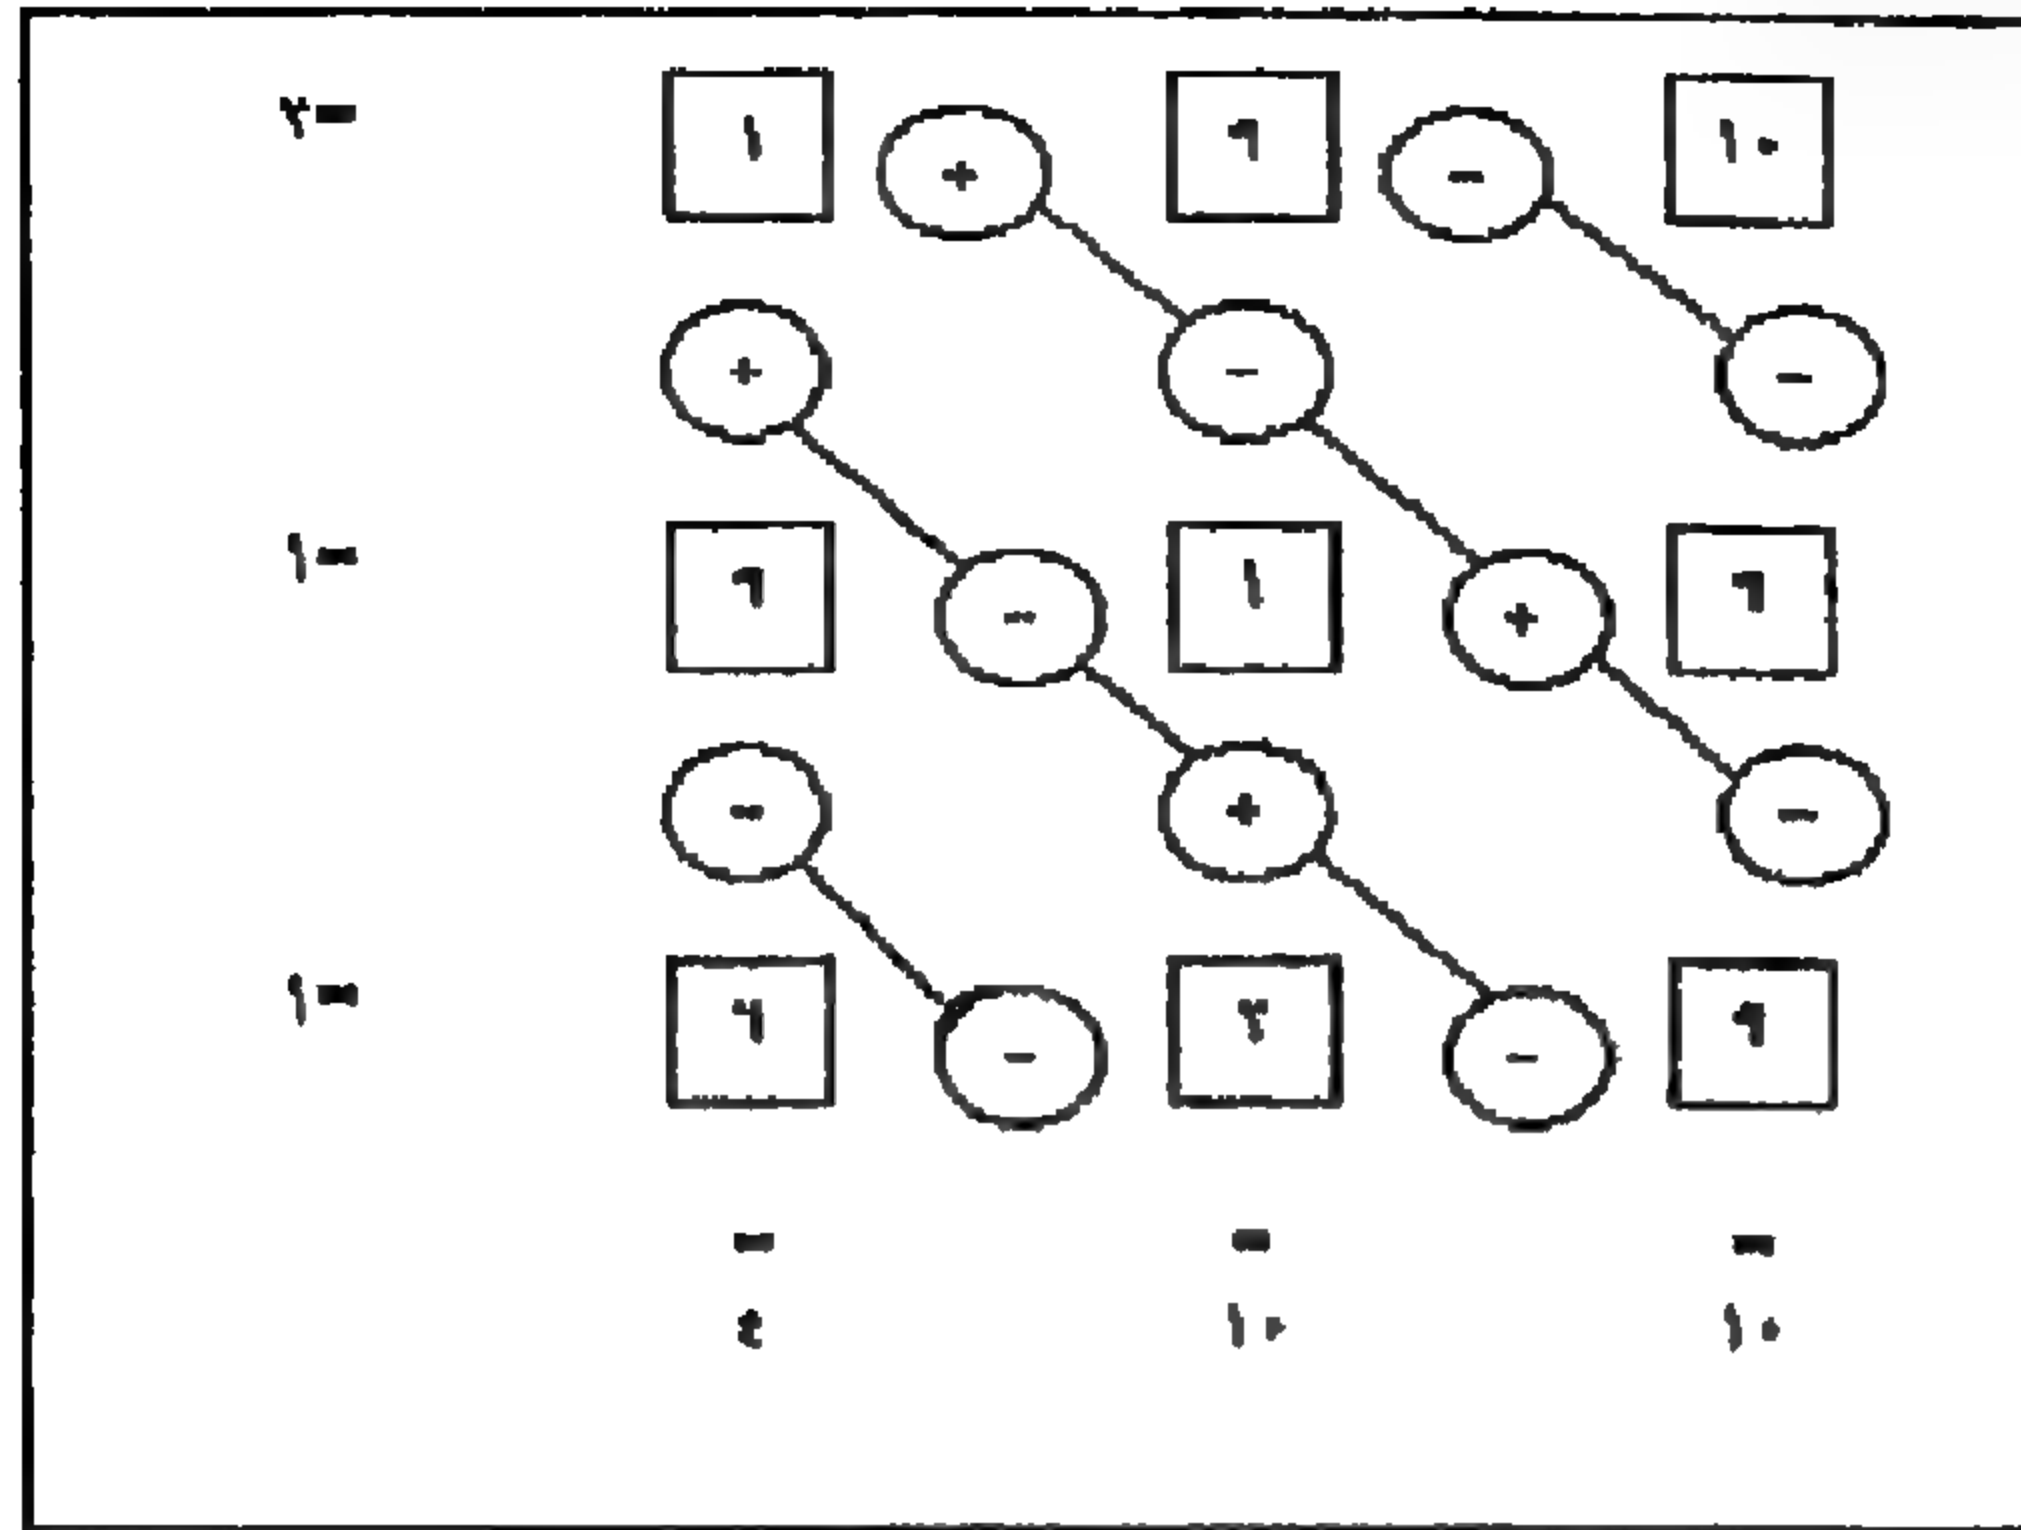 ١٠ - ٩ + ١ = ٢
- - +
٩ + ١ - ٩ = ١
- + -
٩ - ٢ - ٦ = ١
= = =
١٠ ١٠ ٤